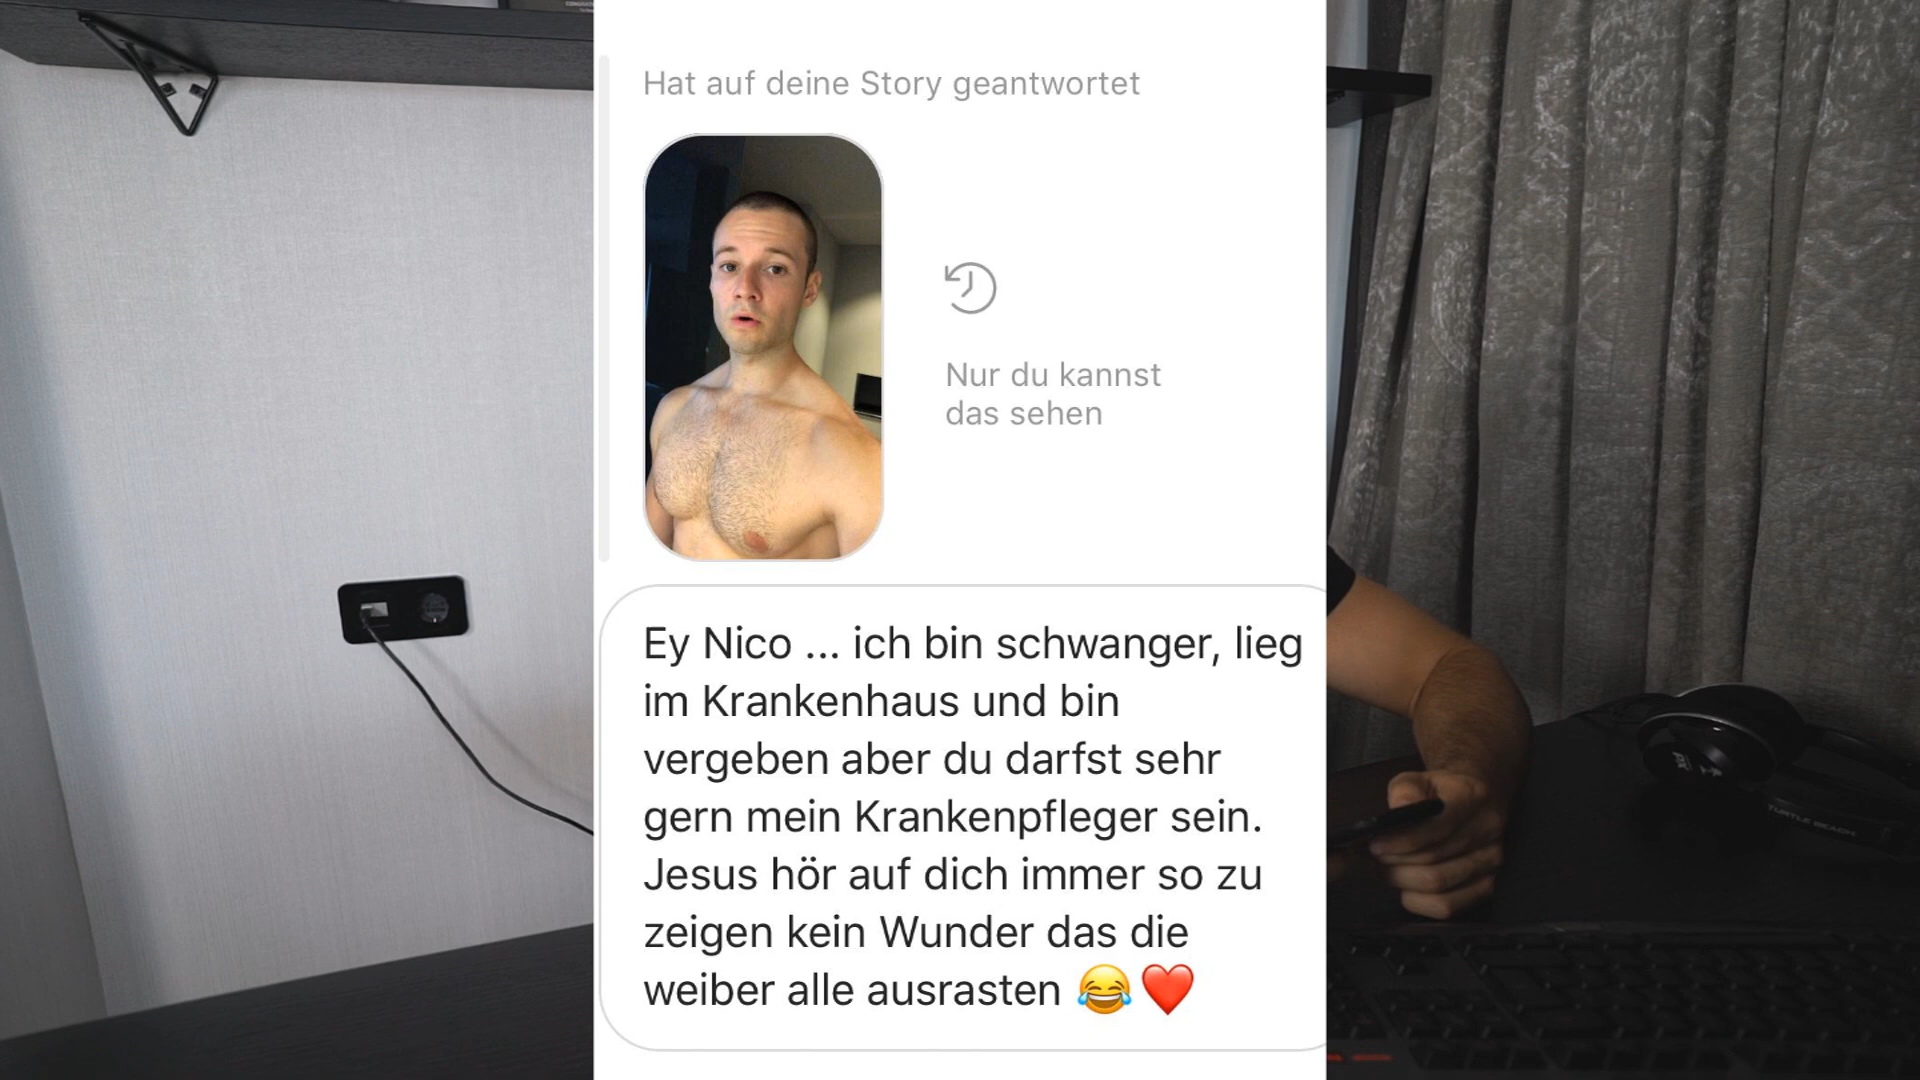 Hat auf deine Story geantwortet
Nur du kannst
das sehen
Ey Nico ... ich bin schwanger, lieg
im Krankenhaus und bin
vergeben aber du darfst sehr
gern mein Krankenpfleger sein.
Jesus hör auf dich immer so zu
zeigen kein Wunder das die
weiber alle ausrasten 😂❤️
TURTLE BEACH